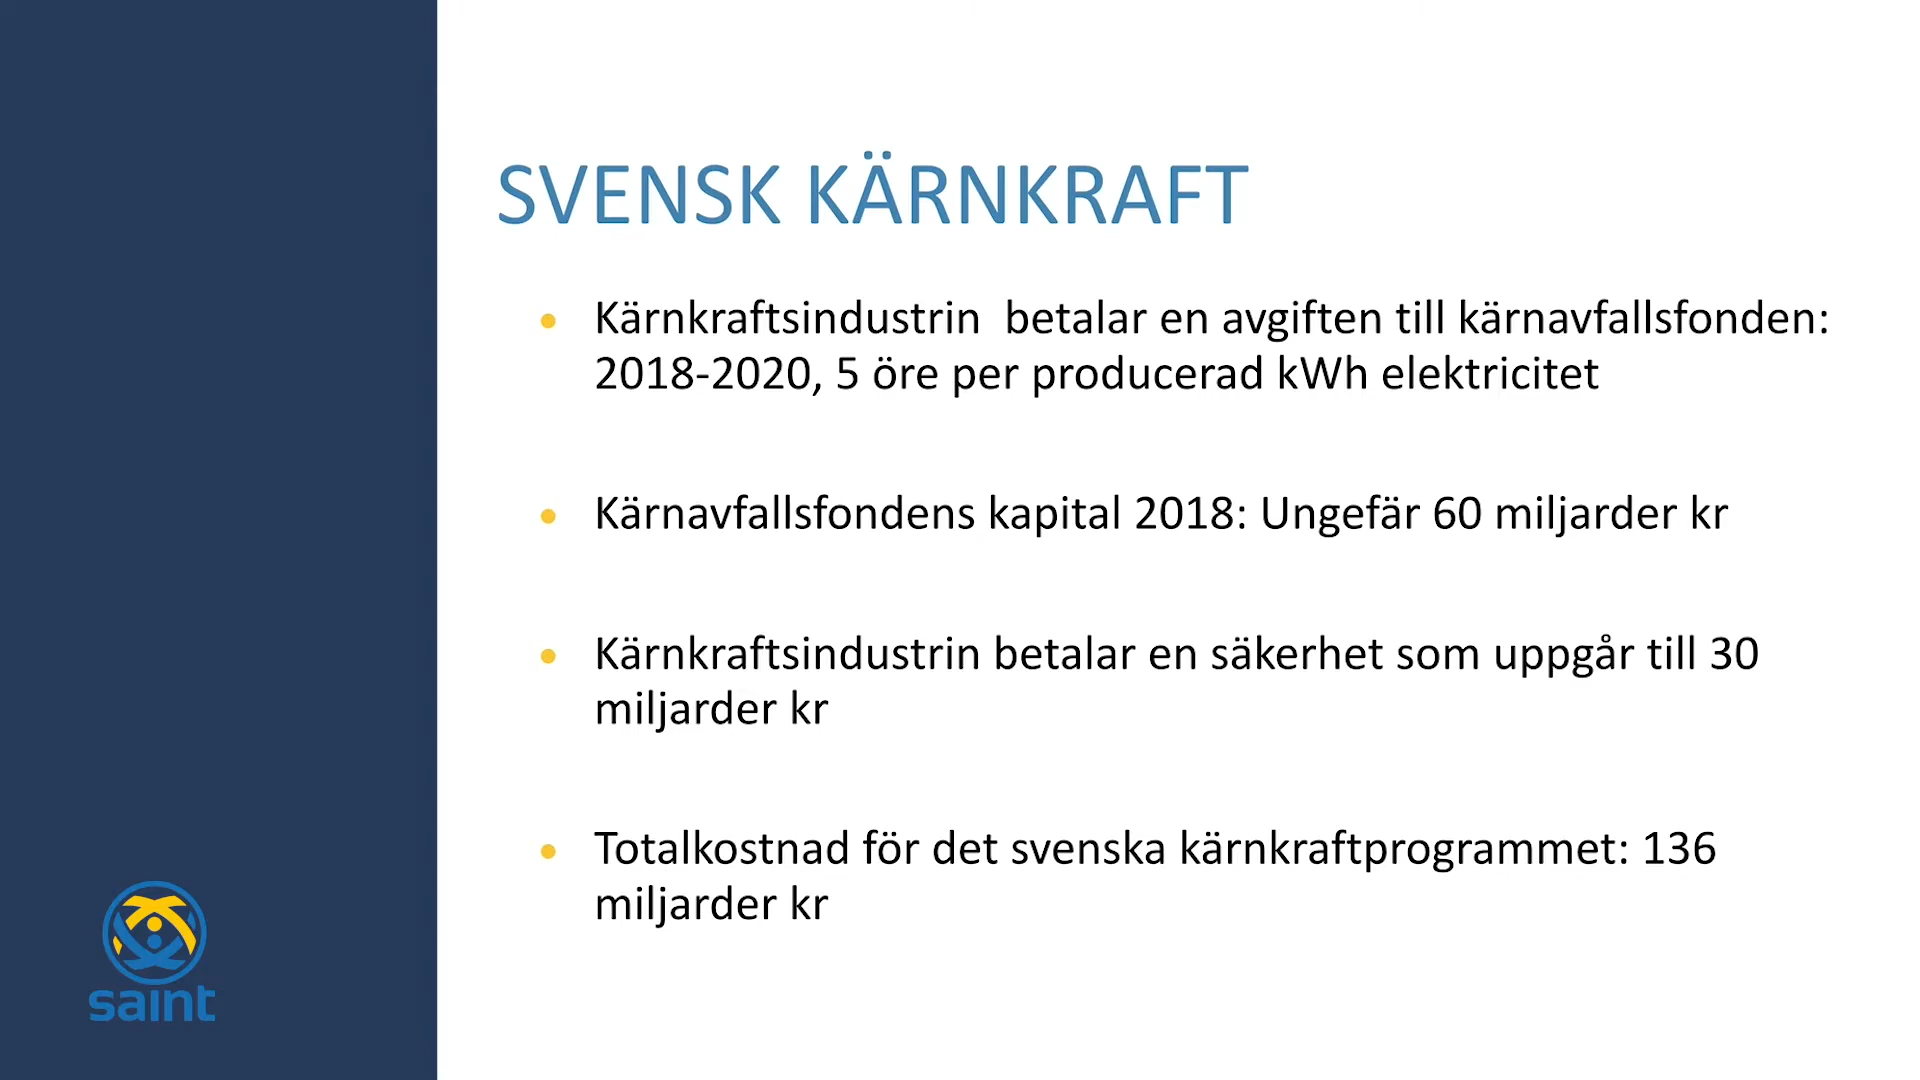 SVENSK KÄRNKRAFT
Kärnkraftsindustrin  betalar en avgiften till kärnavfallsfonden:
2018-2020, 5 öre per producerad kWh elektricitet
Kärnavfallsfondens kapital 2018: Ungefär 60 miljarder kr
Kärnkraftsindustrin betalar en säkerhet som uppgår till 30
miljarder kr
Totalkostnad för det svenska kärnkraftprogrammet: 136
miljarder kr
saint